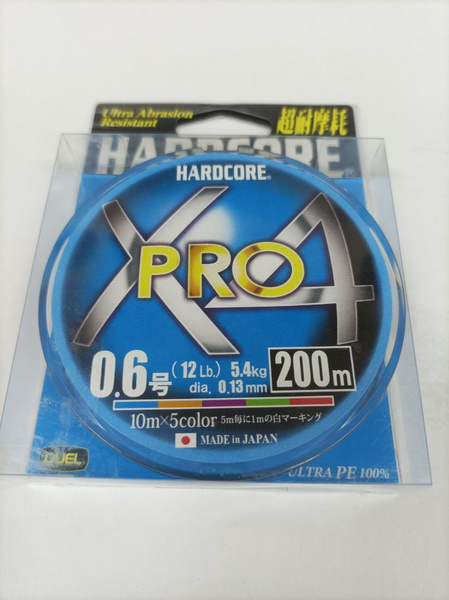 Ultra Abrasion
Resistant
超耐摩耗
HARDCORE®
HARDCORE®
X4
PRO
0.6号 (12Lb.) 5.4kg
dia. 0.13mm
200m
10m×5color 5m毎に1mの白マーキング
MADE in JAPAN
DUEL
ULTRA PE 100%